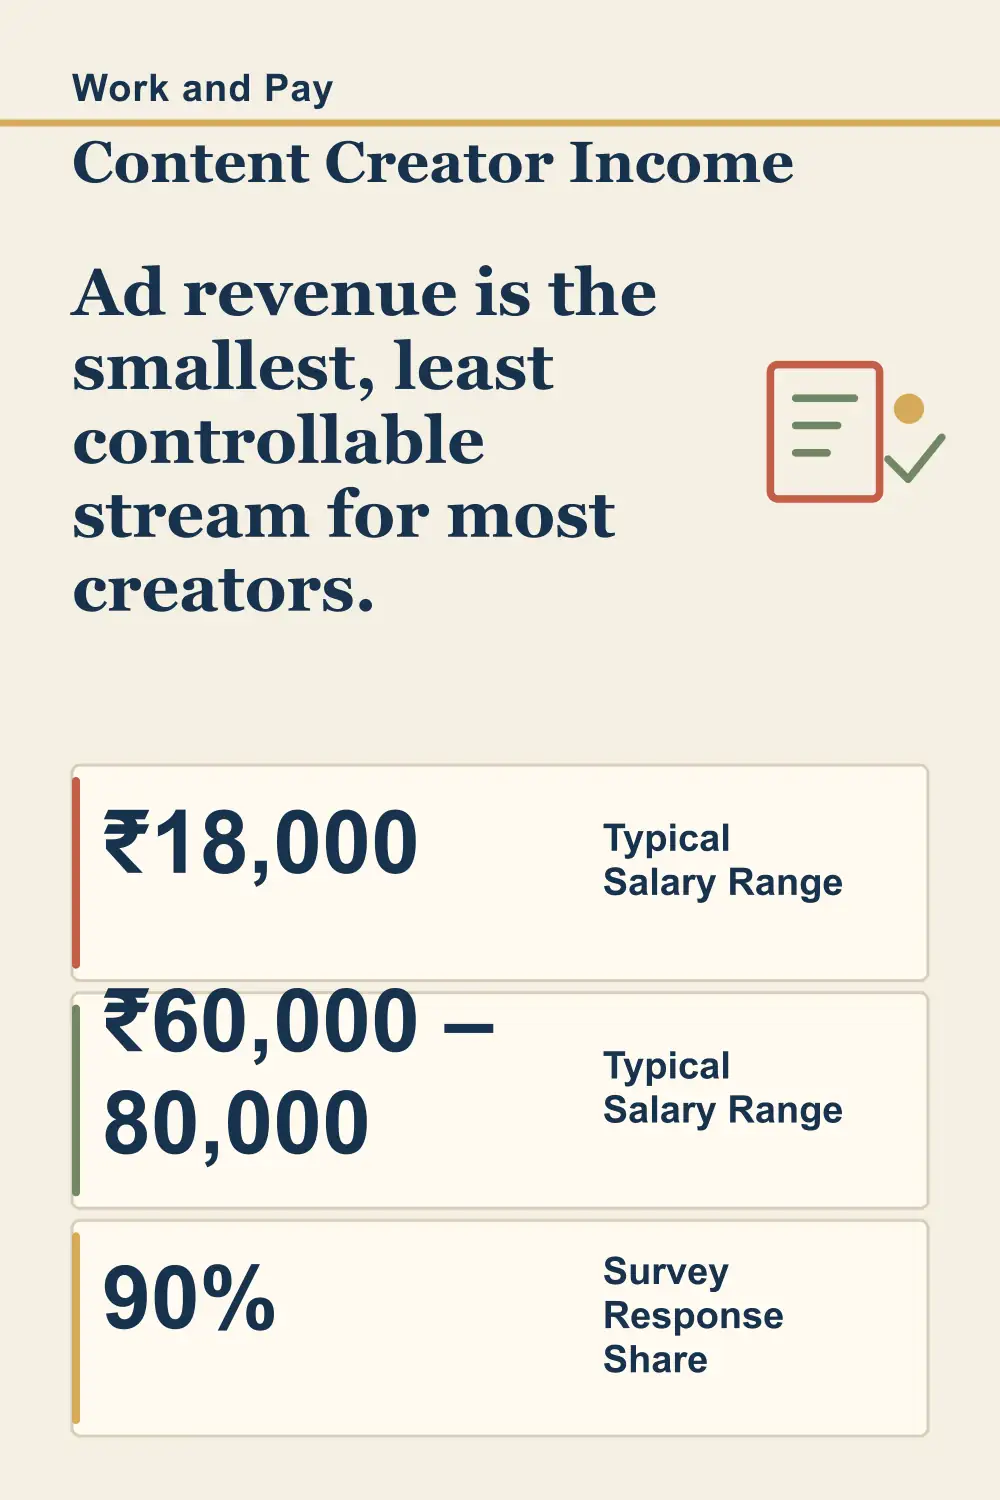 Work and Pay
Content Creator Income
Ad revenue is the
smallest, least
controllable
stream for most
creators.
₹18,000
Typical
Salary Range
₹60,000 –
80,000
Typical
Salary Range
90%
Survey
Response
Share